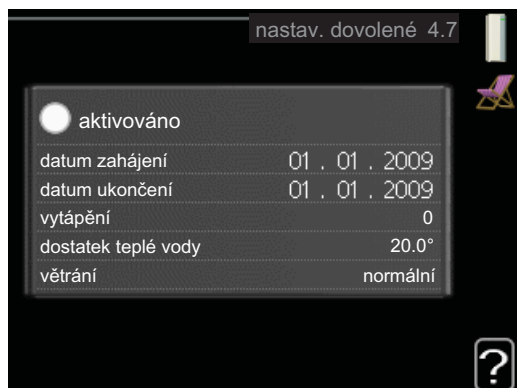 nastav. dovolené 4.7
aktivováno
datum zahájení 01 . 01 . 2009
datum ukončení 01 . 01 . 2009
vytápění 0
dostatek teplé vody 20.0°
větrání normální
?